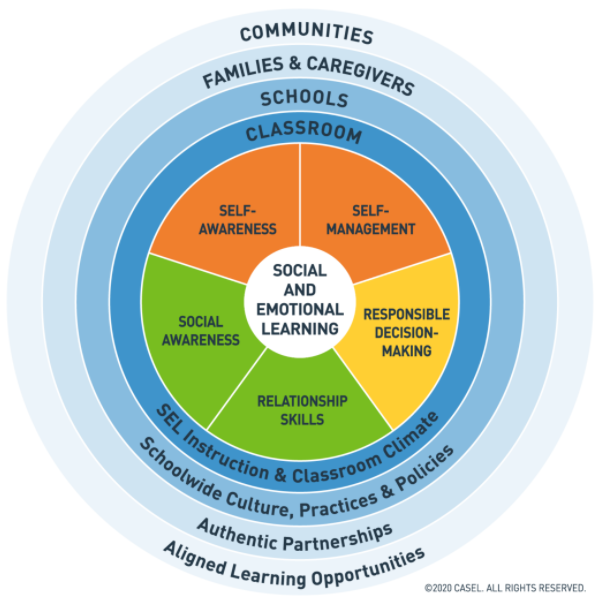 COMMUNITIES
FAMILIES & CAREGIVERS
SCHOOLS
CLASSROOM
SELF-
AWARENESS
SELF-
MANAGEMENT
SOCIAL
AND
EMOTIONAL
LEARNING
SOCIAL
AWARENESS
RESPONSIBLE
DECISION-
MAKING
RELATIONSHIP
SKILLS
SEL Instruction & Classroom Climate
Schoolwide Culture, Practices & Policies
Authentic Partnerships
Aligned Learning Opportunities
©2020 CASEL. ALL RIGHTS RESERVED.